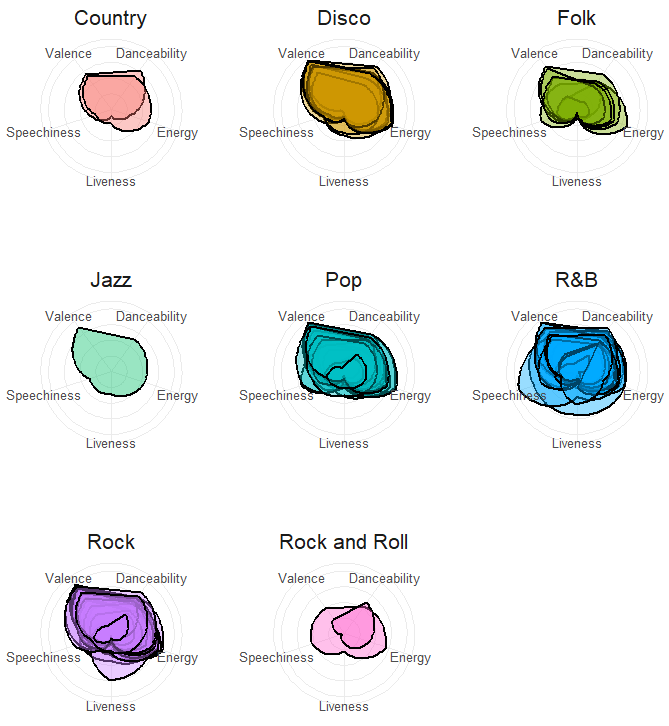 Country
Disco
Folk
Valence Danceability
Valence Danceability
Valence Danceability
Speechiness Energy
Speechiness Energy
Speechiness Energy
Liveness
Liveness
Liveness
Jazz
Pop
R&B
Valence Danceability
Valence Danceability
Valence Danceability
Speechiness Energy
Speechiness Energy
Speechiness Energy
Liveness
Liveness
Liveness
Rock
Rock and Roll
Valence Danceability
Valence Danceability
Speechiness Energy
Speechiness Energy
Liveness
Liveness